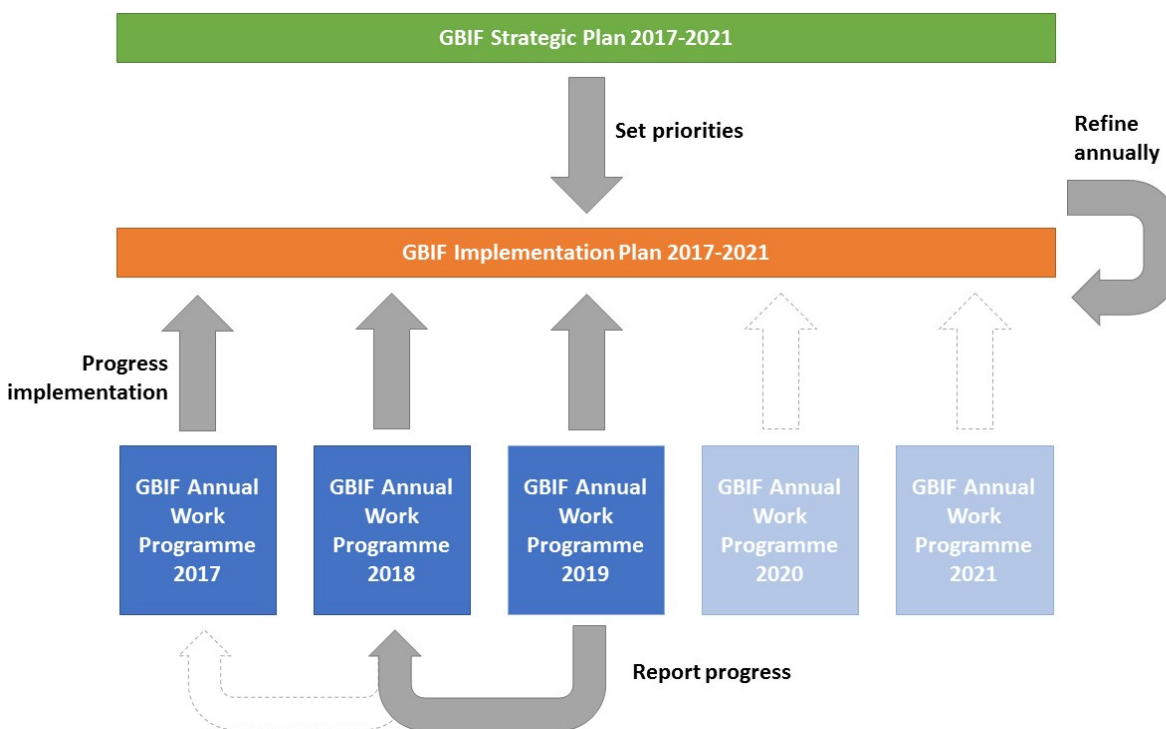 GBIF Strategic Plan 2017-2021
Set priorities
Refine
annually
GBIF Implementation Plan 2017-2021
Progress
implementation
GBIF Annual
Work
Programme
2017
GBIF Annual
Work
Programme
2018
GBIF Annual
Work
Programme
2019
GBIF Annual
Work
Programme
2020
GBIF Annual
Work
Programme
2021
Report progress